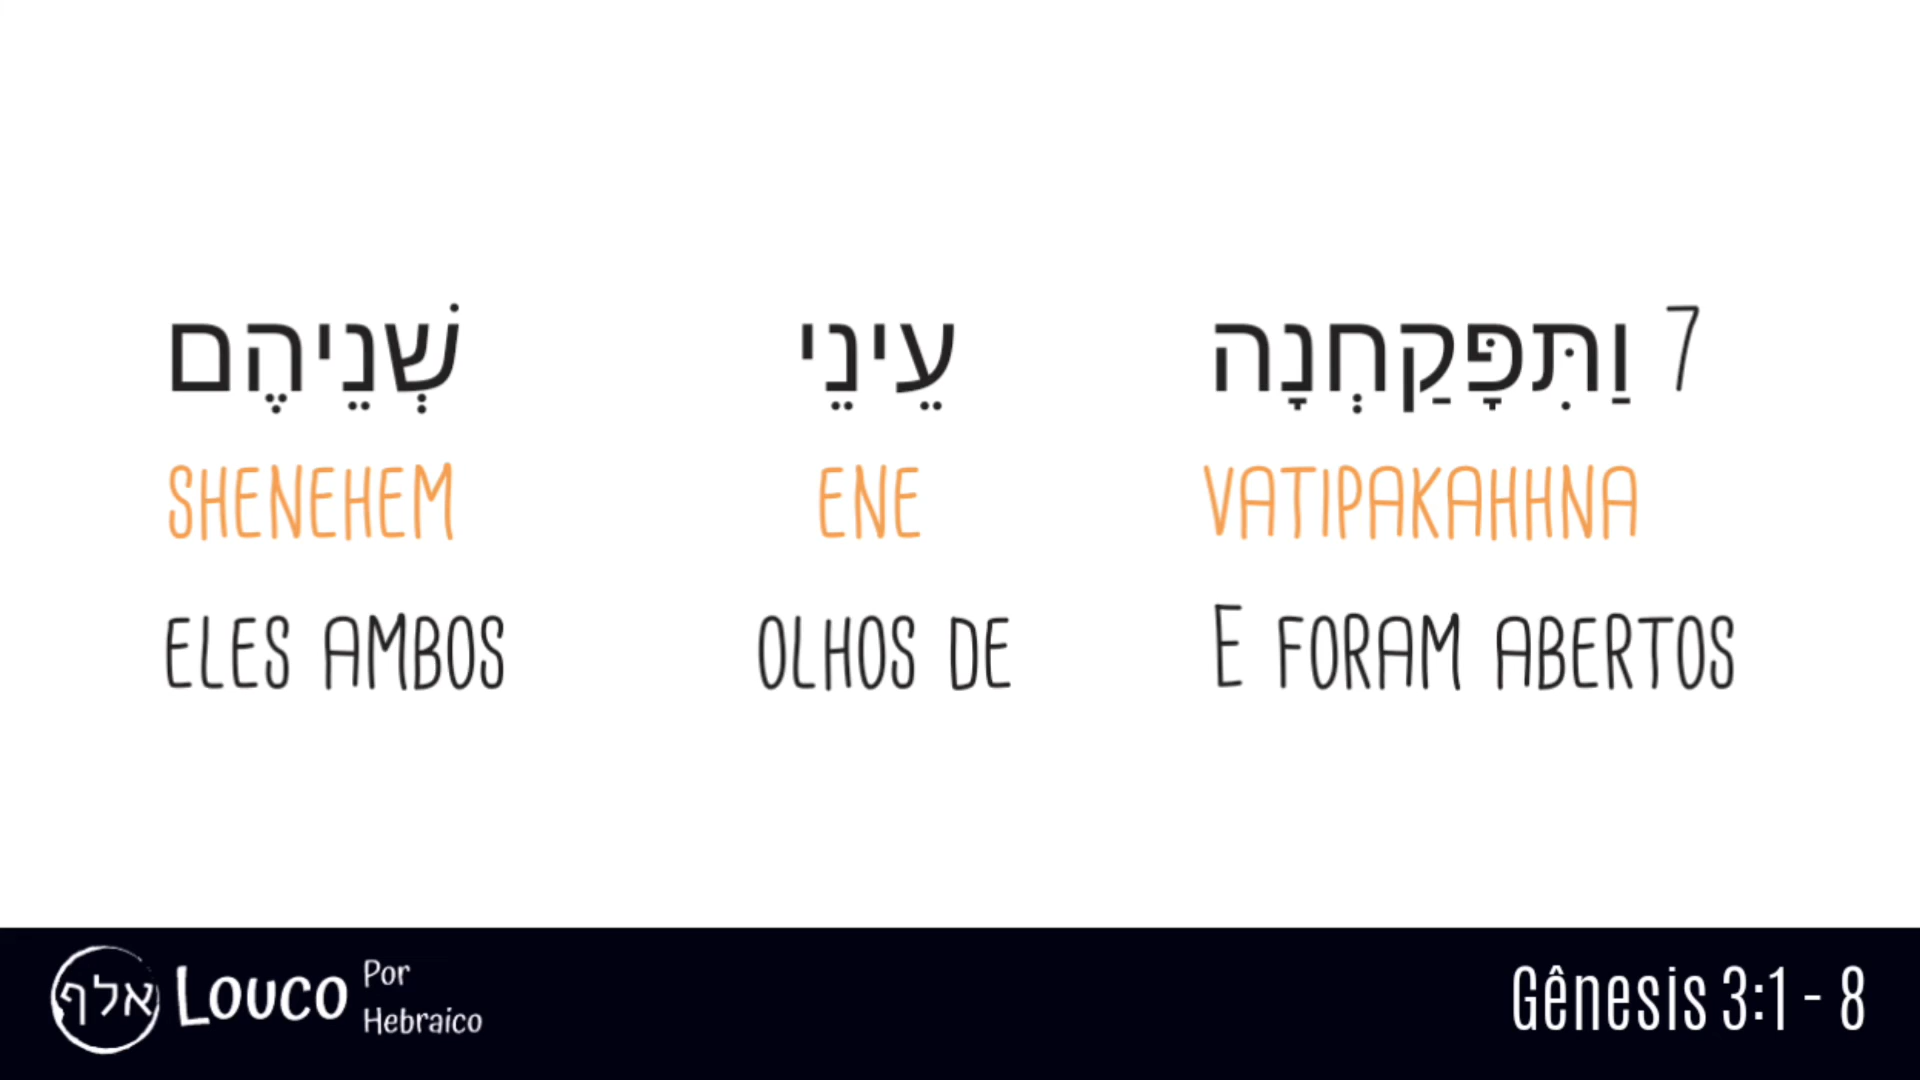 7 וַתִּפָּקַחְנָה עֵינֵי שְׁנֵיהֶם
SHENEHEM ENE VATIPAKAHHNA
ELES AMBOS OLHOS DE E FORAM ABERTOS
אלף Louco Por Hebraico
Gênesis 3:1 - 8